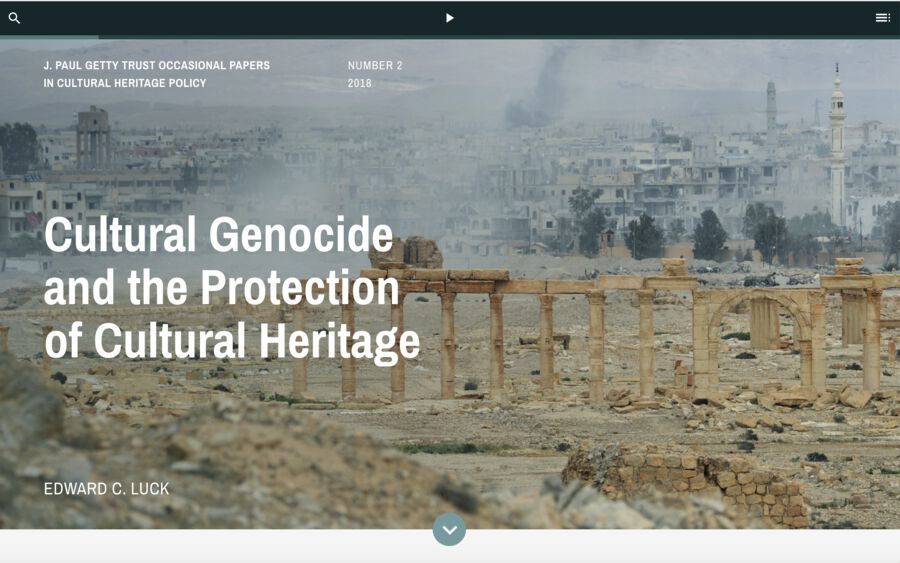 J. PAUL GETTY TRUST OCCASIONAL PAPERS
IN CULTURAL HERITAGE POLICY
NUMBER 2
2018
Cultural Genocide
and the Protection
of Cultural Heritage
EDWARD C. LUCK